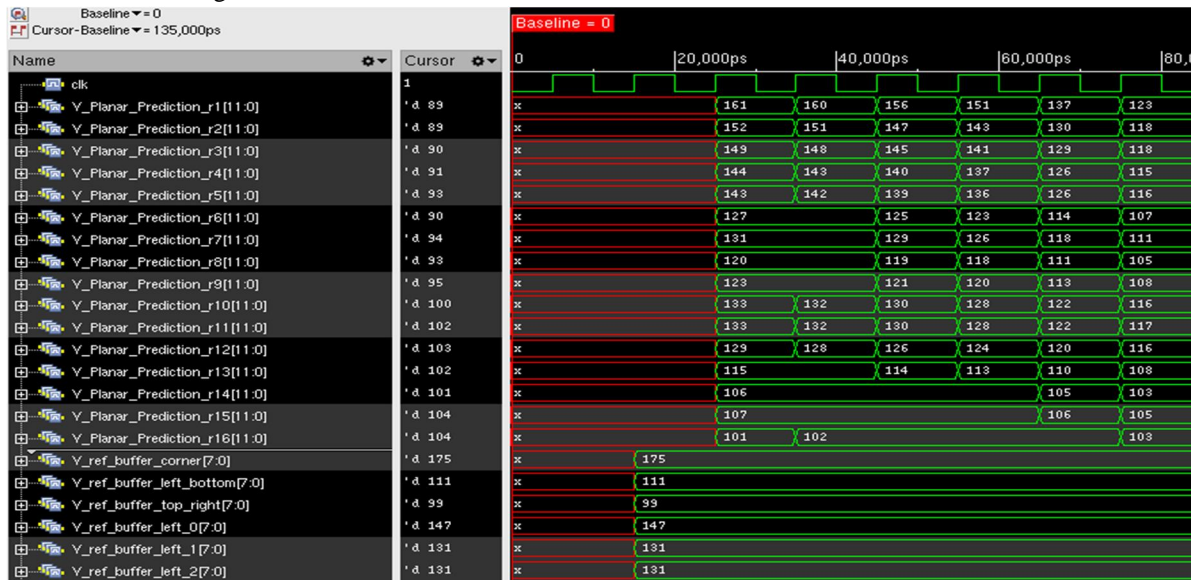 Baseline ▾ = 0
Cursor-Baseline ▾ = 135,000ps
Baseline = 0
Name Cursor 0 20,000ps 40,000ps 60,000ps 80,
clk 1
Y_Planar_Prediction_r1[11:0] 'd 89 x 161 160 156 151 137 123
Y_Planar_Prediction_r2[11:0] 'd 89 x 152 151 147 143 130 118
Y_Planar_Prediction_r3[11:0] 'd 90 x 149 148 145 141 129 118
Y_Planar_Prediction_r4[11:0] 'd 91 x 144 143 140 137 126 115
Y_Planar_Prediction_r5[11:0] 'd 93 x 143 142 139 136 126 116
Y_Planar_Prediction_r6[11:0] 'd 90 x 127 125 123 114 107
Y_Planar_Prediction_r7[11:0] 'd 94 x 131 129 126 118 111
Y_Planar_Prediction_r8[11:0] 'd 93 x 120 119 118 111 105
Y_Planar_Prediction_r9[11:0] 'd 95 x 123 121 120 113 108
Y_Planar_Prediction_r10[11:0] 'd 100 x 133 132 130 128 122 116
Y_Planar_Prediction_r11[11:0] 'd 102 x 133 132 130 128 122 117
Y_Planar_Prediction_r12[11:0] 'd 103 x 129 128 126 124 120 116
Y_Planar_Prediction_r13[11:0] 'd 102 x 115 114 113 110 108
Y_Planar_Prediction_r14[11:0] 'd 101 x 106 105 103
Y_Planar_Prediction_r15[11:0] 'd 104 x 107 106 105
Y_Planar_Prediction_r16[11:0] 'd 104 x 101 102 103
Y_ref_buffer_corner[7:0] 'd 175 x 175
Y_ref_buffer_left_bottom[7:0] 'd 111 x 111
Y_ref_buffer_top_right[7:0] 'd 99 x 99
Y_ref_buffer_left_0[7:0] 'd 147 x 147
Y_ref_buffer_left_1[7:0] 'd 131 x 131
Y_ref_buffer_left_2[7:0] 'd 131 x 131